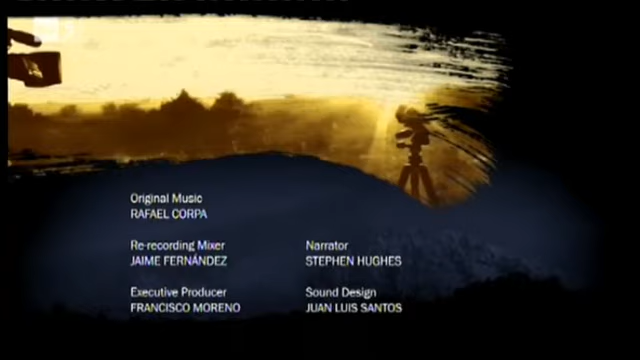 Original Music
RAFAEL CORPA
Re-recording Mixer
JAIME FERNÁNDEZ
Narrator
STEPHEN HUGHES
Executive Producer
FRANCISCO MORENO
Sound Design
JUAN LUIS SANTOS